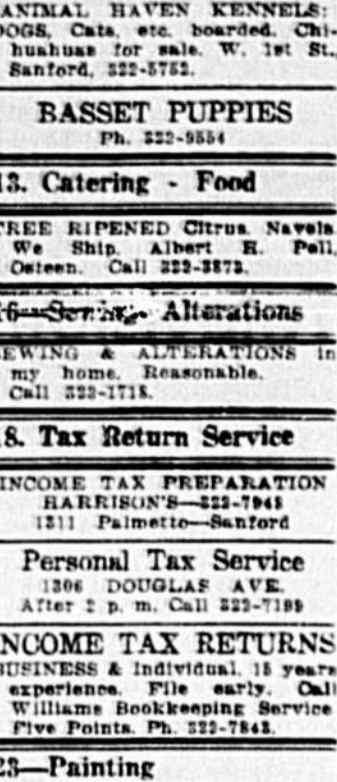 ANIMAL HAVEN KENNELS:
DOGS, Cats, etc. boarded. Chi-
huahuas for sale. W. 1st St.,
Sanford, 322-5752.
BASSET PUPPIES
Ph. 322-9554
13. Catering - Food
TREE RIPENED Citrus. Navels
We Ship. Albert R. Pell,
Osteen. Call 322-3873.
Alterations
SEWING & ALTERATIONS in
my home. Reasonable.
Call 322-1718.
18. Tax Return Service
INCOME TAX PREPARATION
HARRISON'S—322-7948
1311 Palmetto—Sanford
Personal Tax Service
1306 DOUGLAS AVE.
After 2 p. m. Call 322-7199
INCOME TAX RETURNS
BUSINESS & Individual, 15 years
experience. File early. Call
Williams Bookkeeping Service
Five Points. Ph. 322-7843.
23—Painting